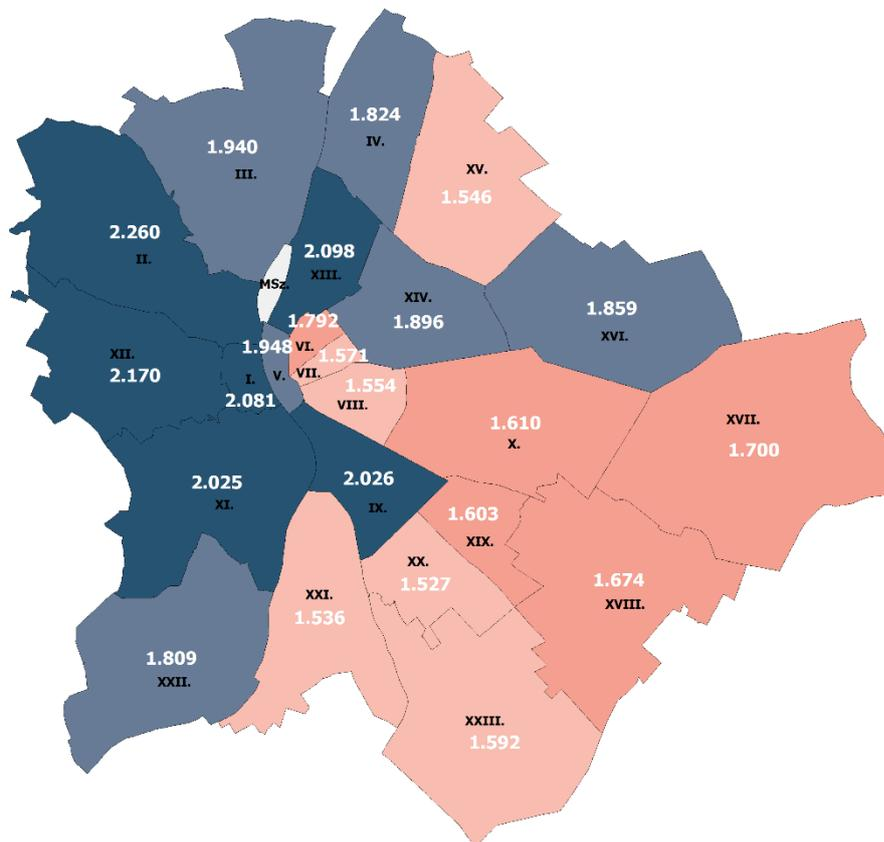 1.824
IV.
1.940
III.
XV.
1.546
2.260
II.
2.098
XIII.
MSz.
XIV.
1.896
1.859
XVI.
1.792
VI.
1.948
V.
1.571
VII.
XII.
2.170
I.
2.081
1.554
VIII.
1.610
X.
XVII.
1.700
2.025
XI.
2.026
IX.
1.603
XIX.
XX.
1.527
1.674
XVIII.
XXI.
1.536
1.809
XXII.
XXIII.
1.592